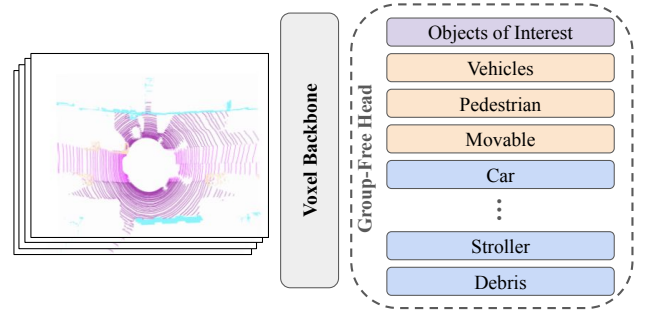 Voxel Backbone
Group-Free Head
Objects of Interest
Vehicles
Pedestrian
Movable
Car
Stroller
Debris